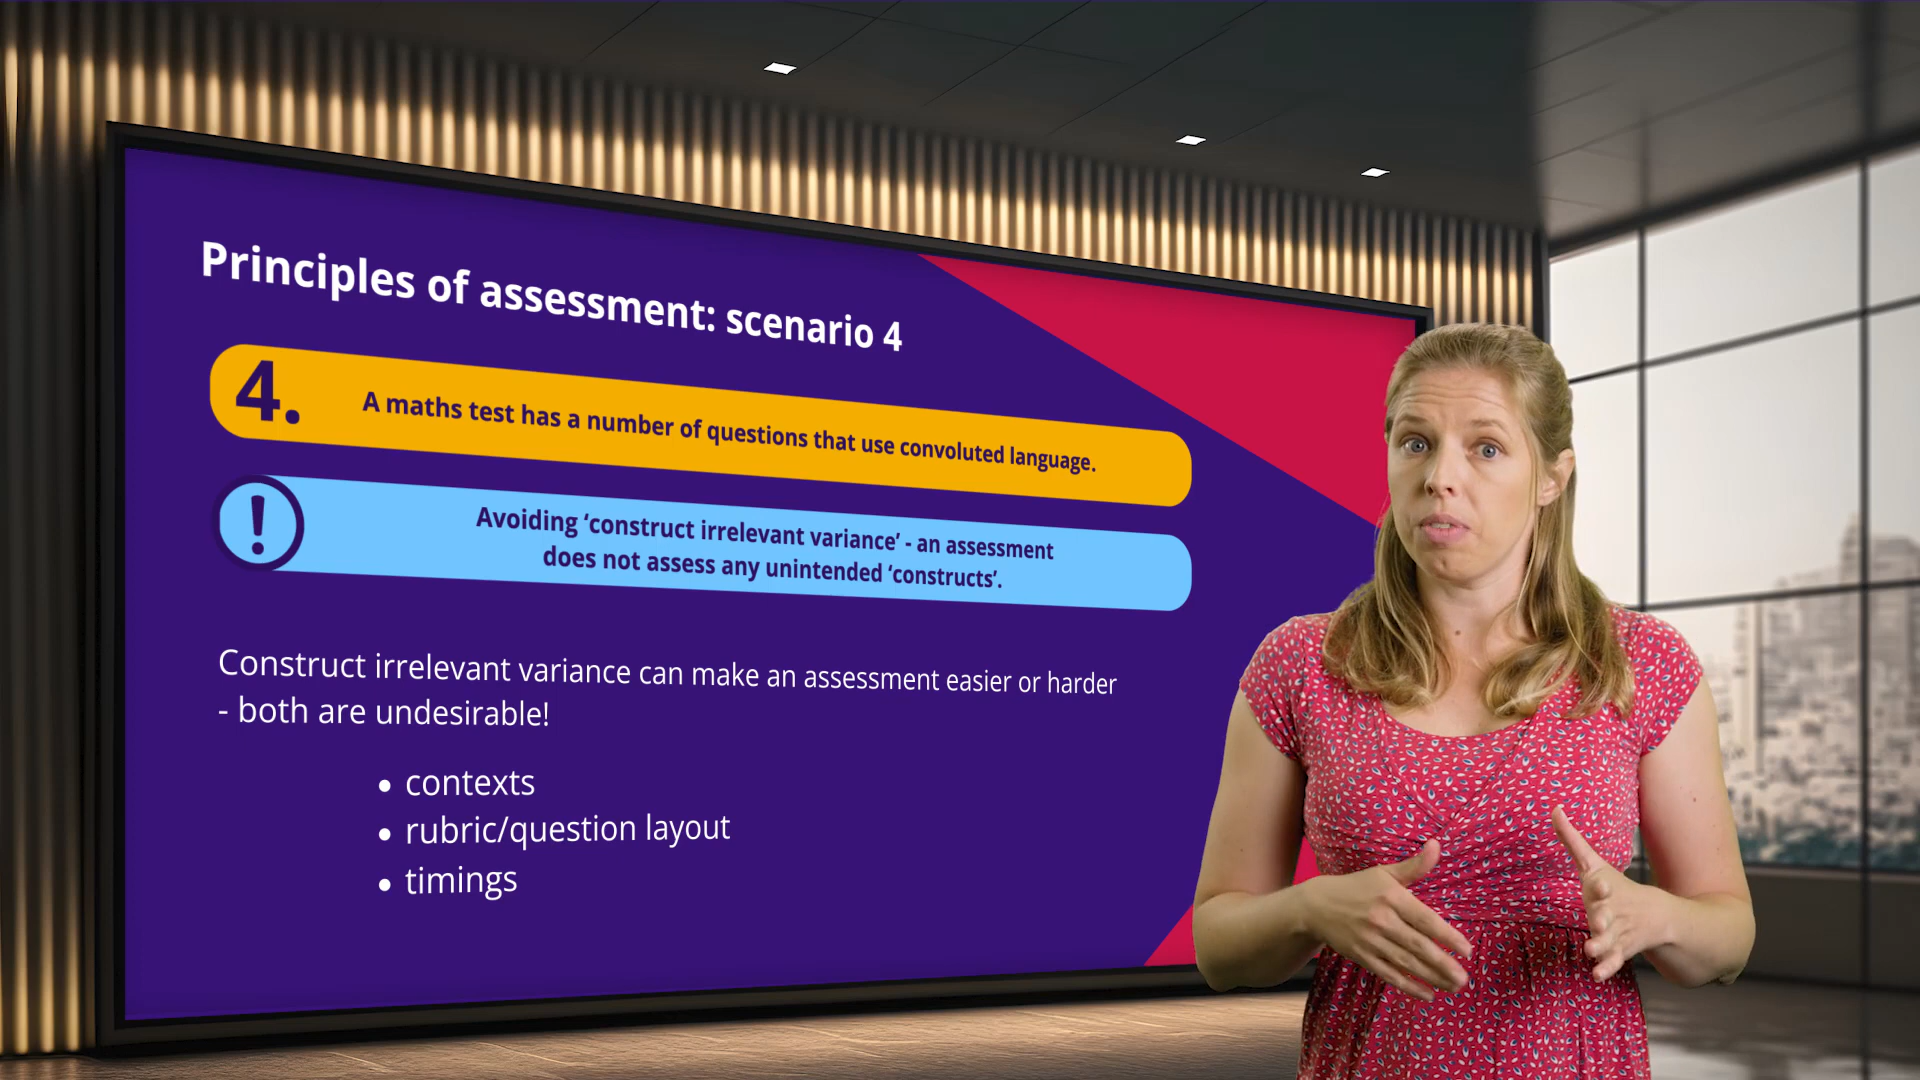 Principles of assessment: scenario 4
4. A maths test has a number of questions that use convoluted language.
! Avoiding ‘construct irrelevant variance’ - an assessment
does not assess any unintended ‘constructs’.
Construct irrelevant variance can make an assessment easier or harder
- both are undesirable!
• contexts
• rubric/question layout
• timings